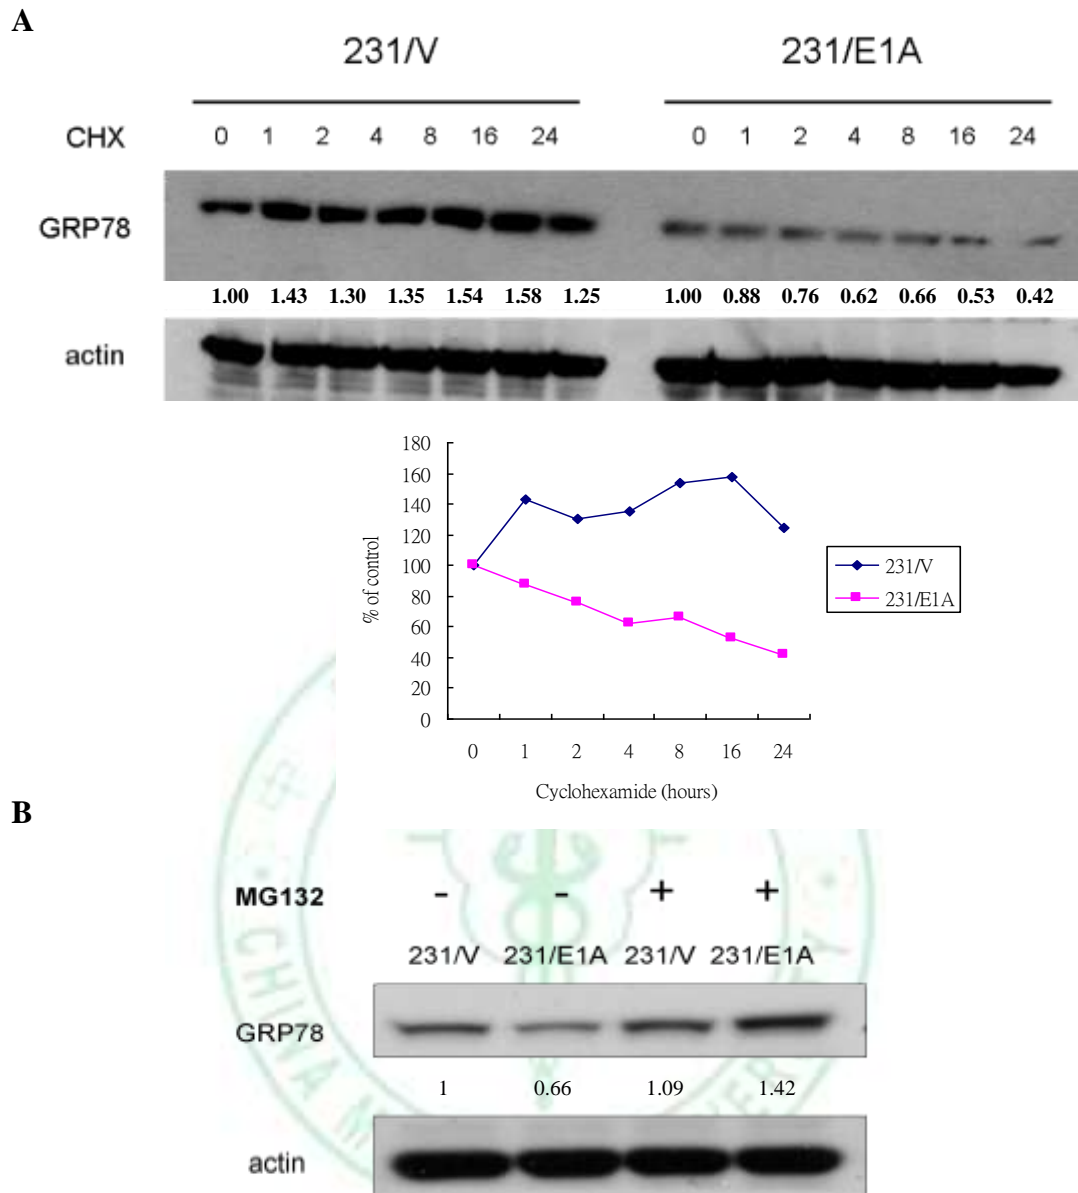 A
231/V 231/E1A
CHX 0 1 2 4 8 16 24 0 1 2 4 8 16 24
GRP78
1.00 1.43 1.30 1.35 1.54 1.58 1.25 1.00 0.88 0.76 0.62 0.66 0.53 0.42
actin
180
160
140
120
100
80
60
40
20
0
% of control
231/V
231/E1A
0 1 2 4 8 16 24
Cyclohexamide (hours)
B
MG132 - - + +
231/V 231/E1A 231/V 231/E1A
GRP78
1 0.66 1.09 1.42
actin
中
CHINA M
ER
Y